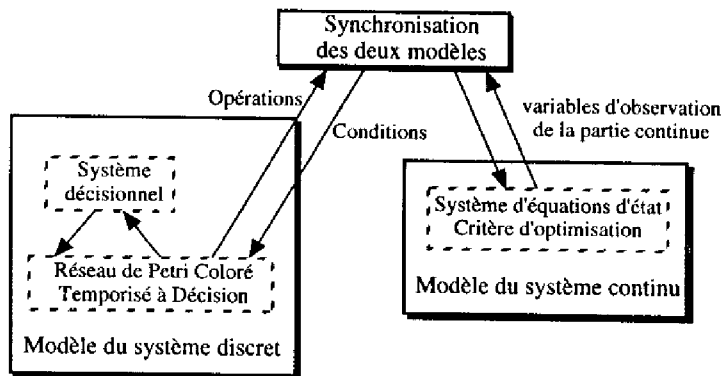 Synchronisation
des deux modèles
Opérations
Conditions
variables d'observation
de la partie continue
Système
décisionnel
Réseau de Petri Coloré
Temporisé à Décision
Modèle du système discret
Système d'équations d'état
Critère d'optimisation
Modèle du système continu